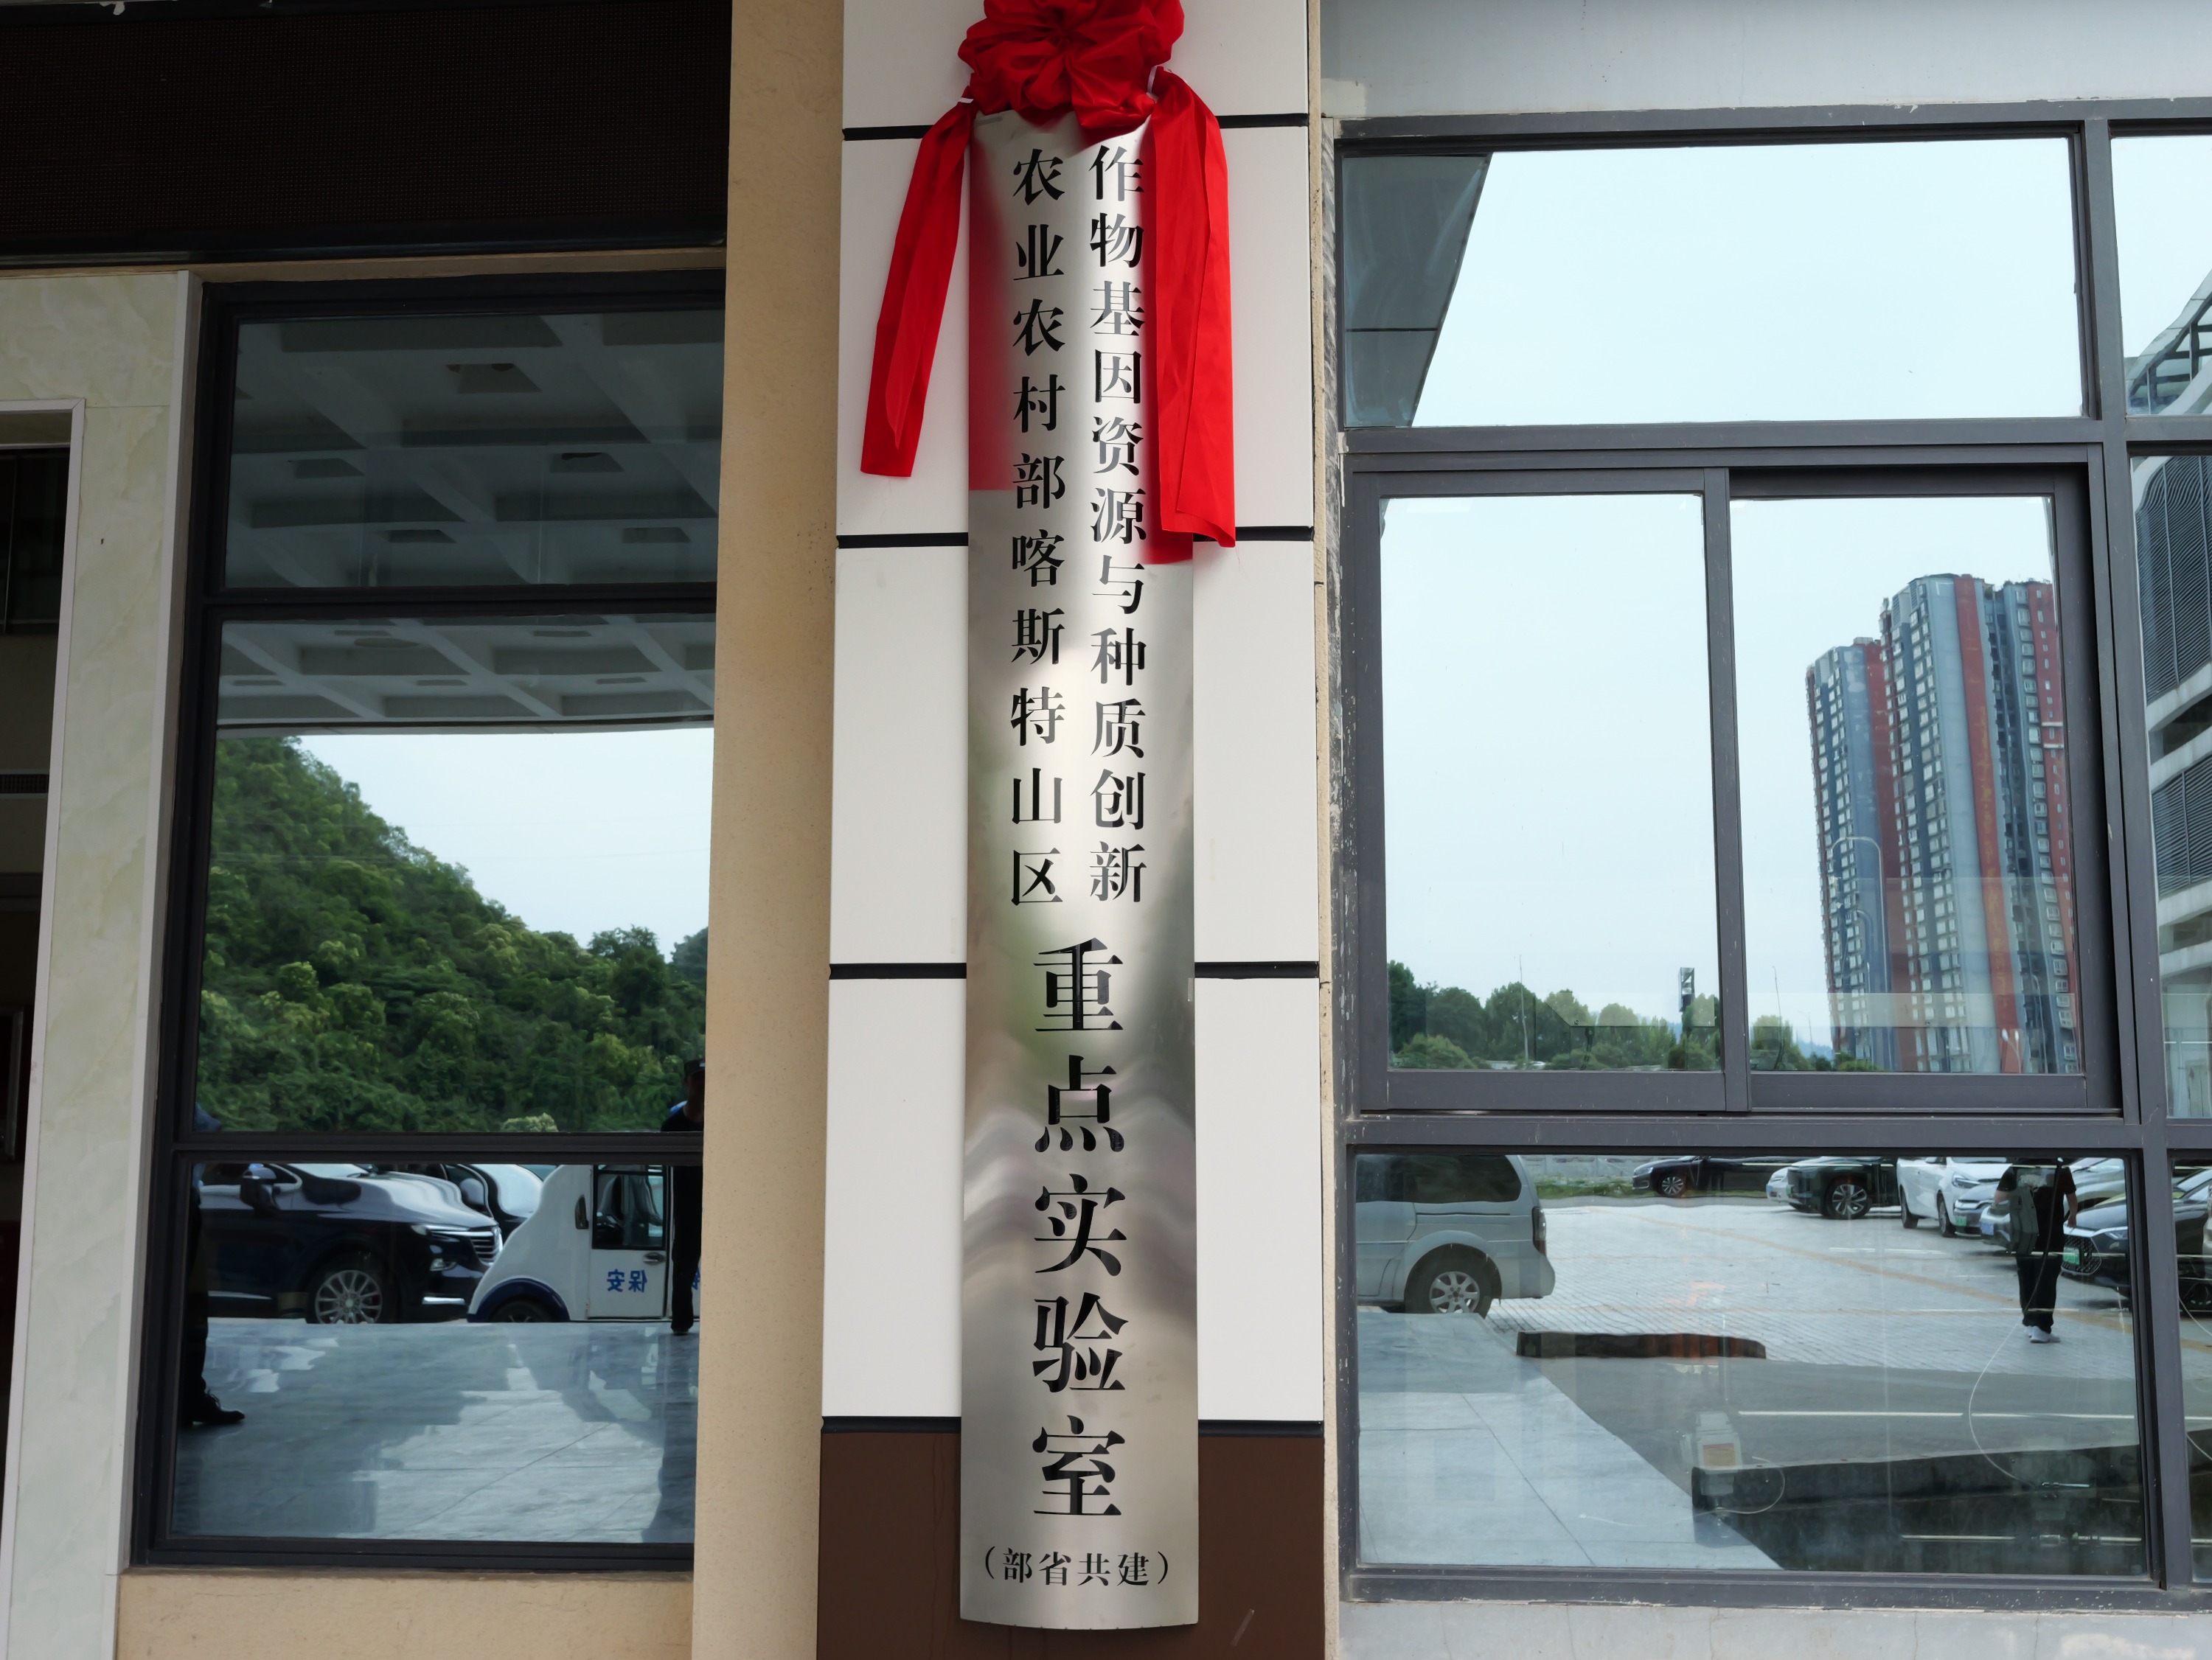 农业农村部喀斯特山区
作物基因资源与种质创新
重点实验室
（部省共建）
保安